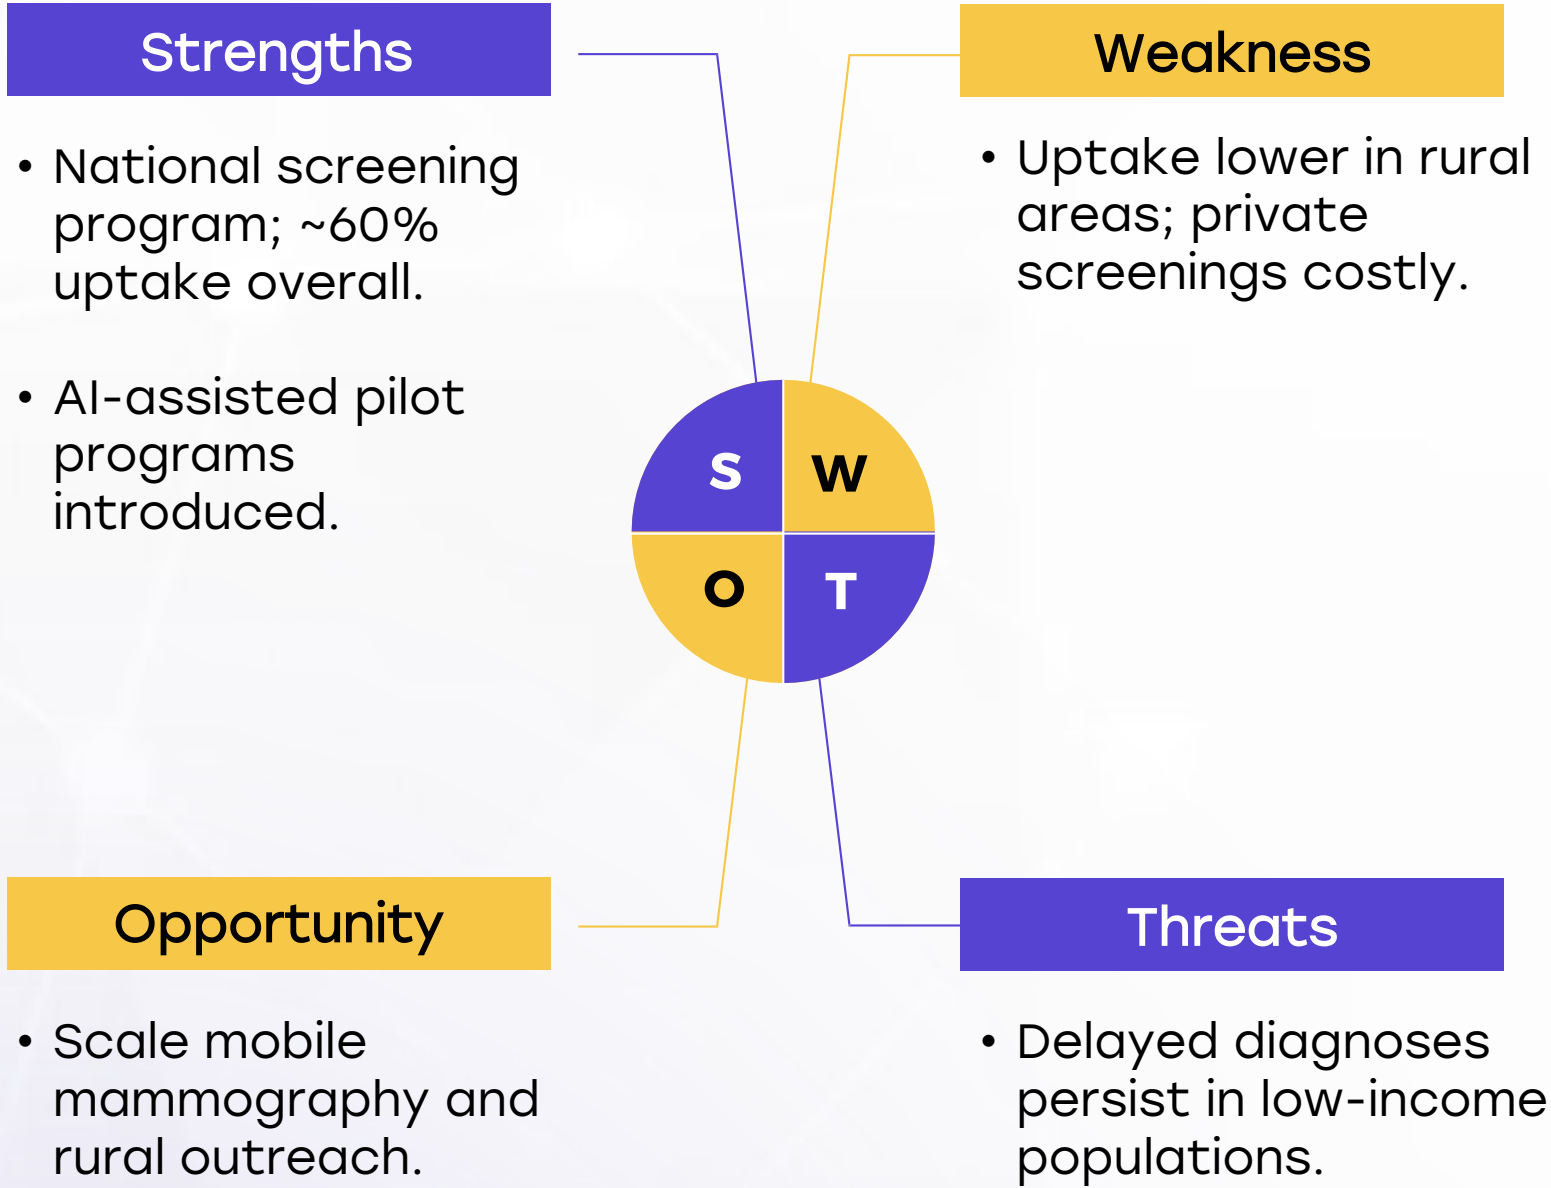 Strengths
• National screening
program; ~60%
uptake overall.
• AI-assisted pilot
programs
introduced.
Weakness
• Uptake lower in rural
areas; private
screenings costly.
S
W
O
T
Opportunity
• Scale mobile
mammography and
rural outreach.
Threats
• Delayed diagnoses
persist in low-income
populations.